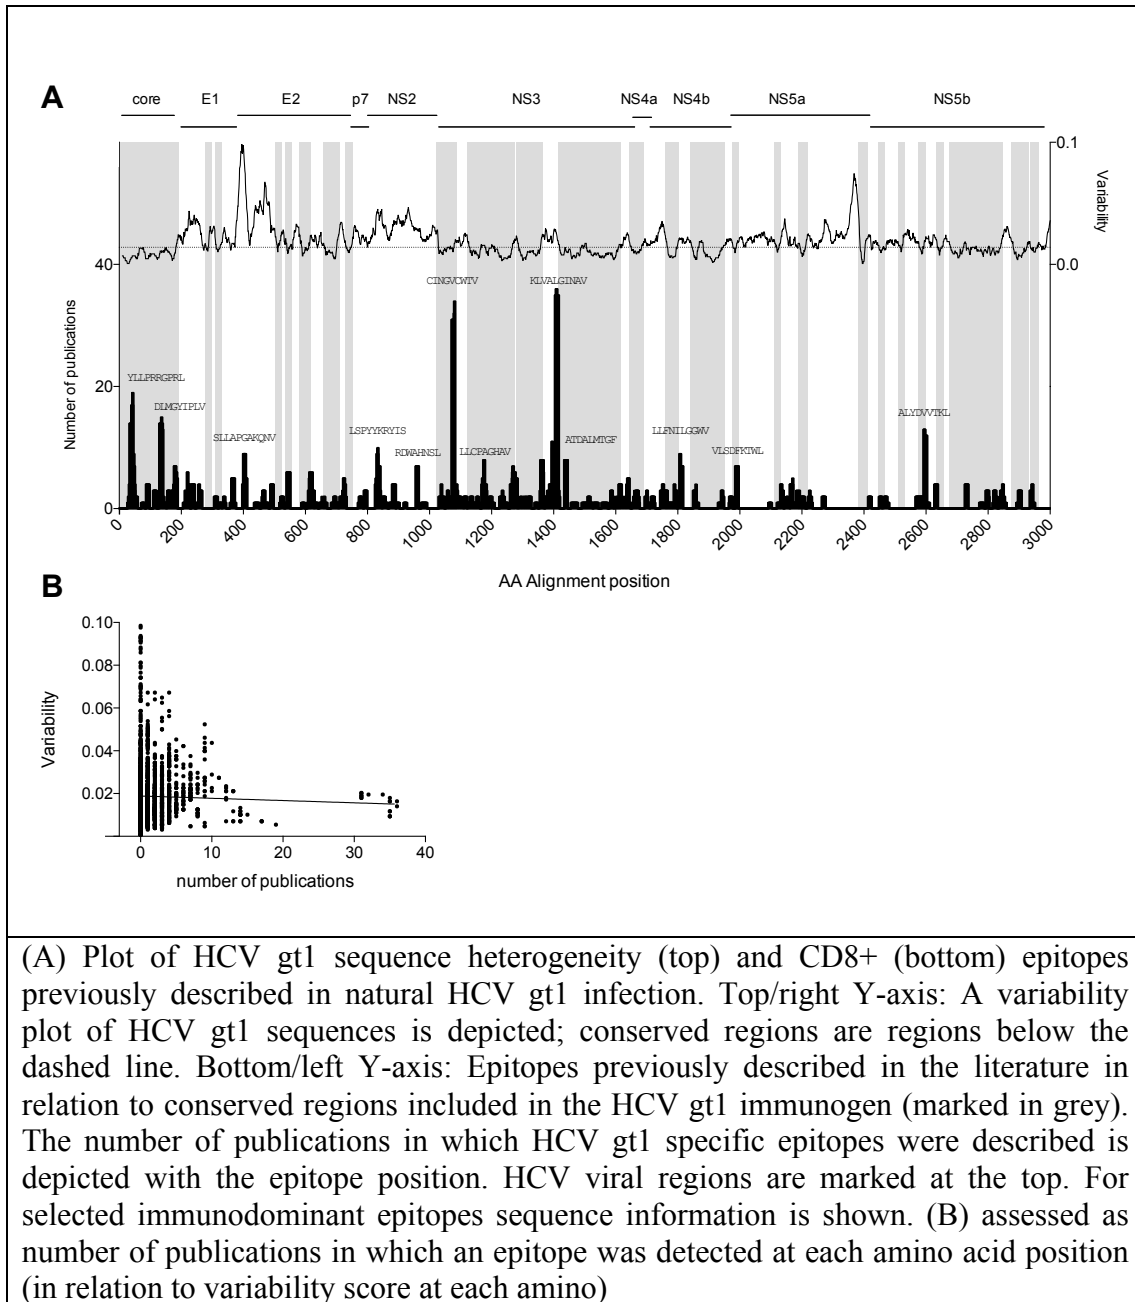 A
core E1 E2 p7 NS2 NS3 NS4a NS4b NS5a NS5b
0.1
Variability
0.0
40
20
0
Number of publications
CINGVCWTV
KLVALGINAV
YLLPRRGPRL
DLMGYIPLV
SLLAPGAKQNV
LSPYYKRYIS
RDWAHNSL
LLCPAGHAV
ATDALMTGF
LLFNILGGWV
VLSDFKTWL
ALYDVVTKL
0 200 400 600 800 1000 1200 1400 1600 1800 2000 2200 2400 2600 2800 3000
AA Alignment position
B
0.10
0.08
0.06
0.04
0.02
Variability
0 10 20 30 40
number of publications
(A) Plot of HCV gt1 sequence heterogeneity (top) and CD8+ (bottom) epitopes
previously described in natural HCV gt1 infection. Top/right Y-axis: A variability
plot of HCV gt1 sequences is depicted; conserved regions are regions below the
dashed line. Bottom/left Y-axis: Epitopes previously described in the literature in
relation to conserved regions included in the HCV gt1 immunogen (marked in grey).
The number of publications in which HCV gt1 specific epitopes were described is
depicted with the epitope position. HCV viral regions are marked at the top. For
selected immunodominant epitopes sequence information is shown. (B) assessed as
number of publications in which an epitope was detected at each amino acid position
(in relation to variability score at each amino)